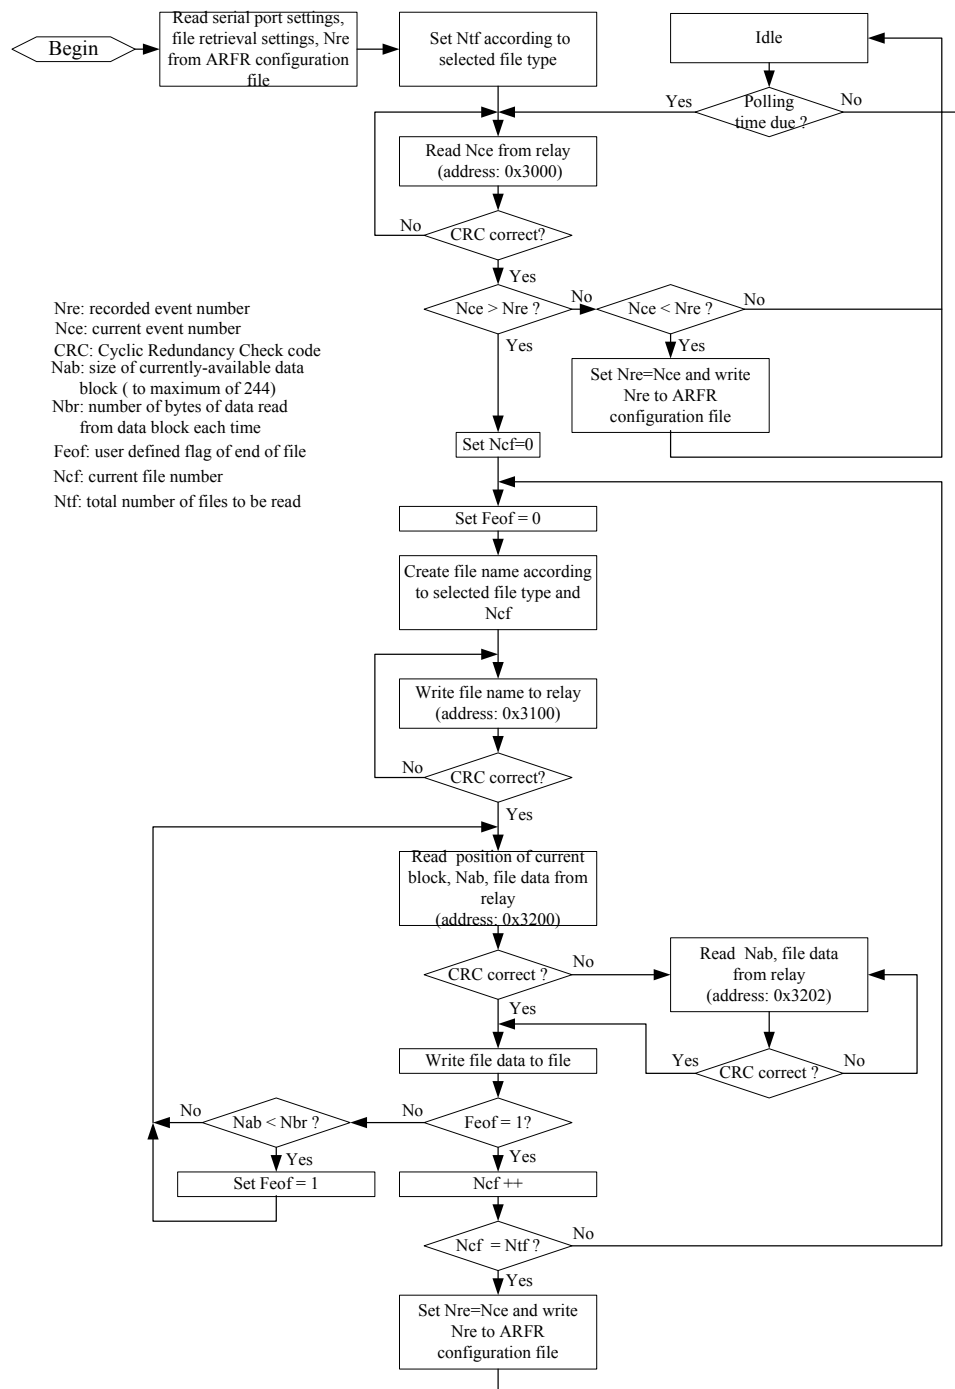 Begin
Read serial port settings,
file retrieval settings, Nre
from ARFR configuration
file
Set Ntf according to
selected file type
Idle
Polling
time due ?
Yes
No
Read Nce from relay
(address: 0x3000)
CRC correct?
No
Yes
Nce > Nre ?
No
Yes
Nce < Nre ?
No
Yes
Set Nre=Nce and write
Nre to ARFR
configuration file
Nre: recorded event number
Nce: current event number
CRC: Cyclic Redundancy Check code
Nab: size of currently-available data
block ( to maximum of 244)
Nbr: number of bytes of data read
from data block each time
Feof: user defined flag of end of file
Ncf: current file number
Ntf: total number of files to be read
Set Ncf=0
Set Feof = 0
Create file name according
to selected file type and
Ncf
Write file name to relay
(address: 0x3100)
CRC correct?
No
Yes
Read position of current
block, Nab, file data from
relay
(address: 0x3200)
CRC correct ?
No
Yes
Read Nab, file data
from relay
(address: 0x3202)
CRC correct ?
Yes
No
Write file data to file
Feof = 1?
No
Yes
Nab < Nbr ?
No
Yes
Set Feof = 1
Ncf ++
Ncf = Ntf ?
No
Yes
Set Nre=Nce and write
Nre to ARFR
configuration file